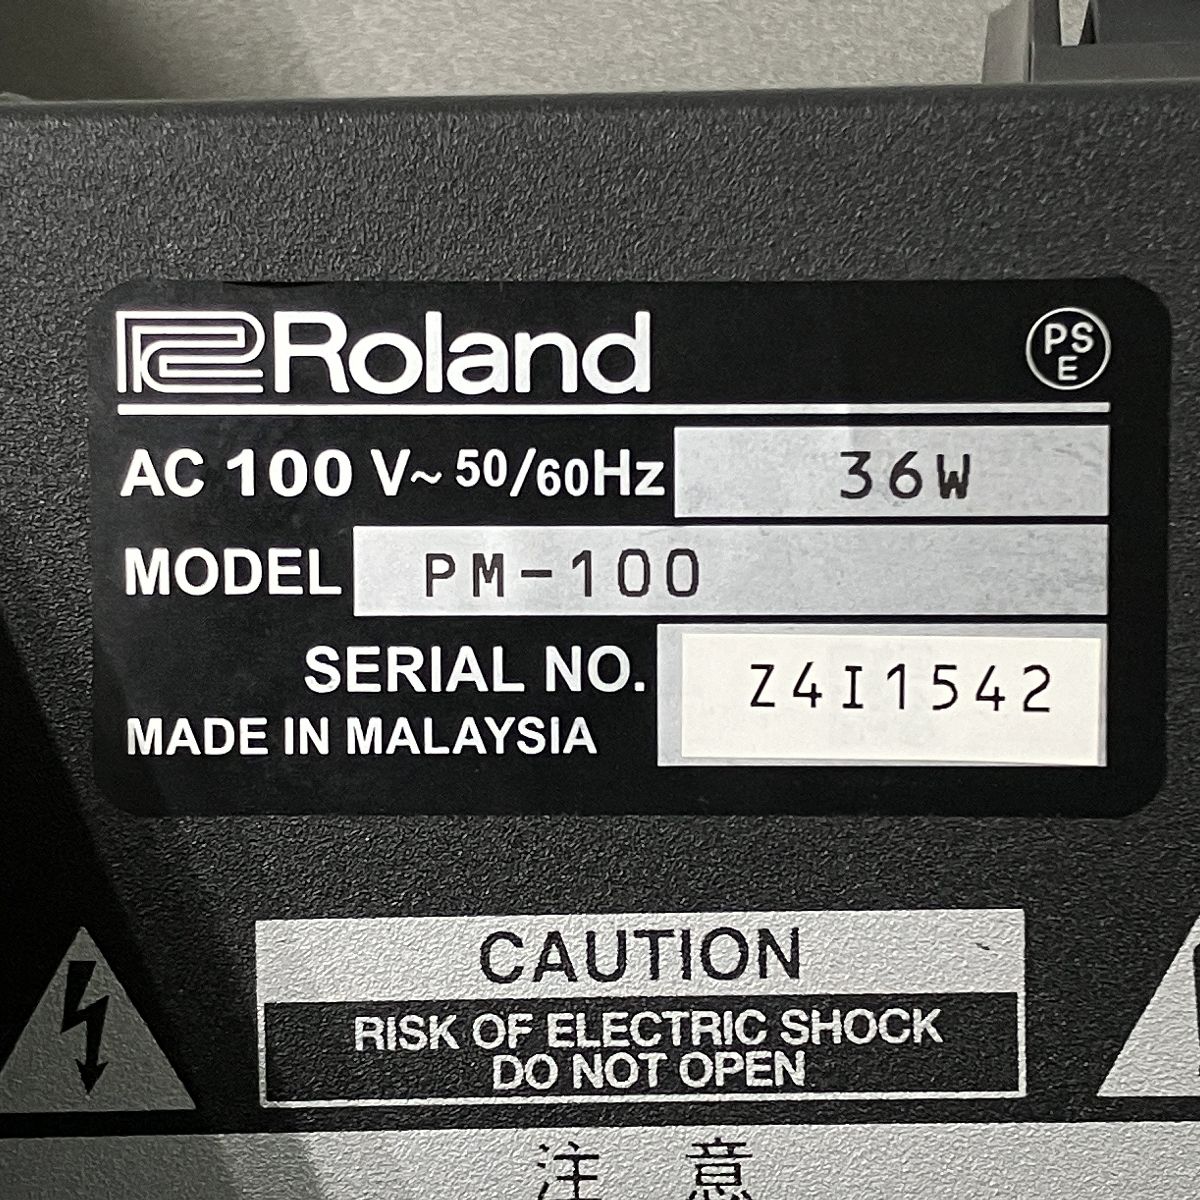 Roland
PS
E
AC 100 V~ 50/60Hz 36W
MODEL PM-100
SERIAL NO. Z4I1542
MADE IN MALAYSIA
CAUTION
RISK OF ELECTRIC SHOCK
DO NOT OPEN
注 意